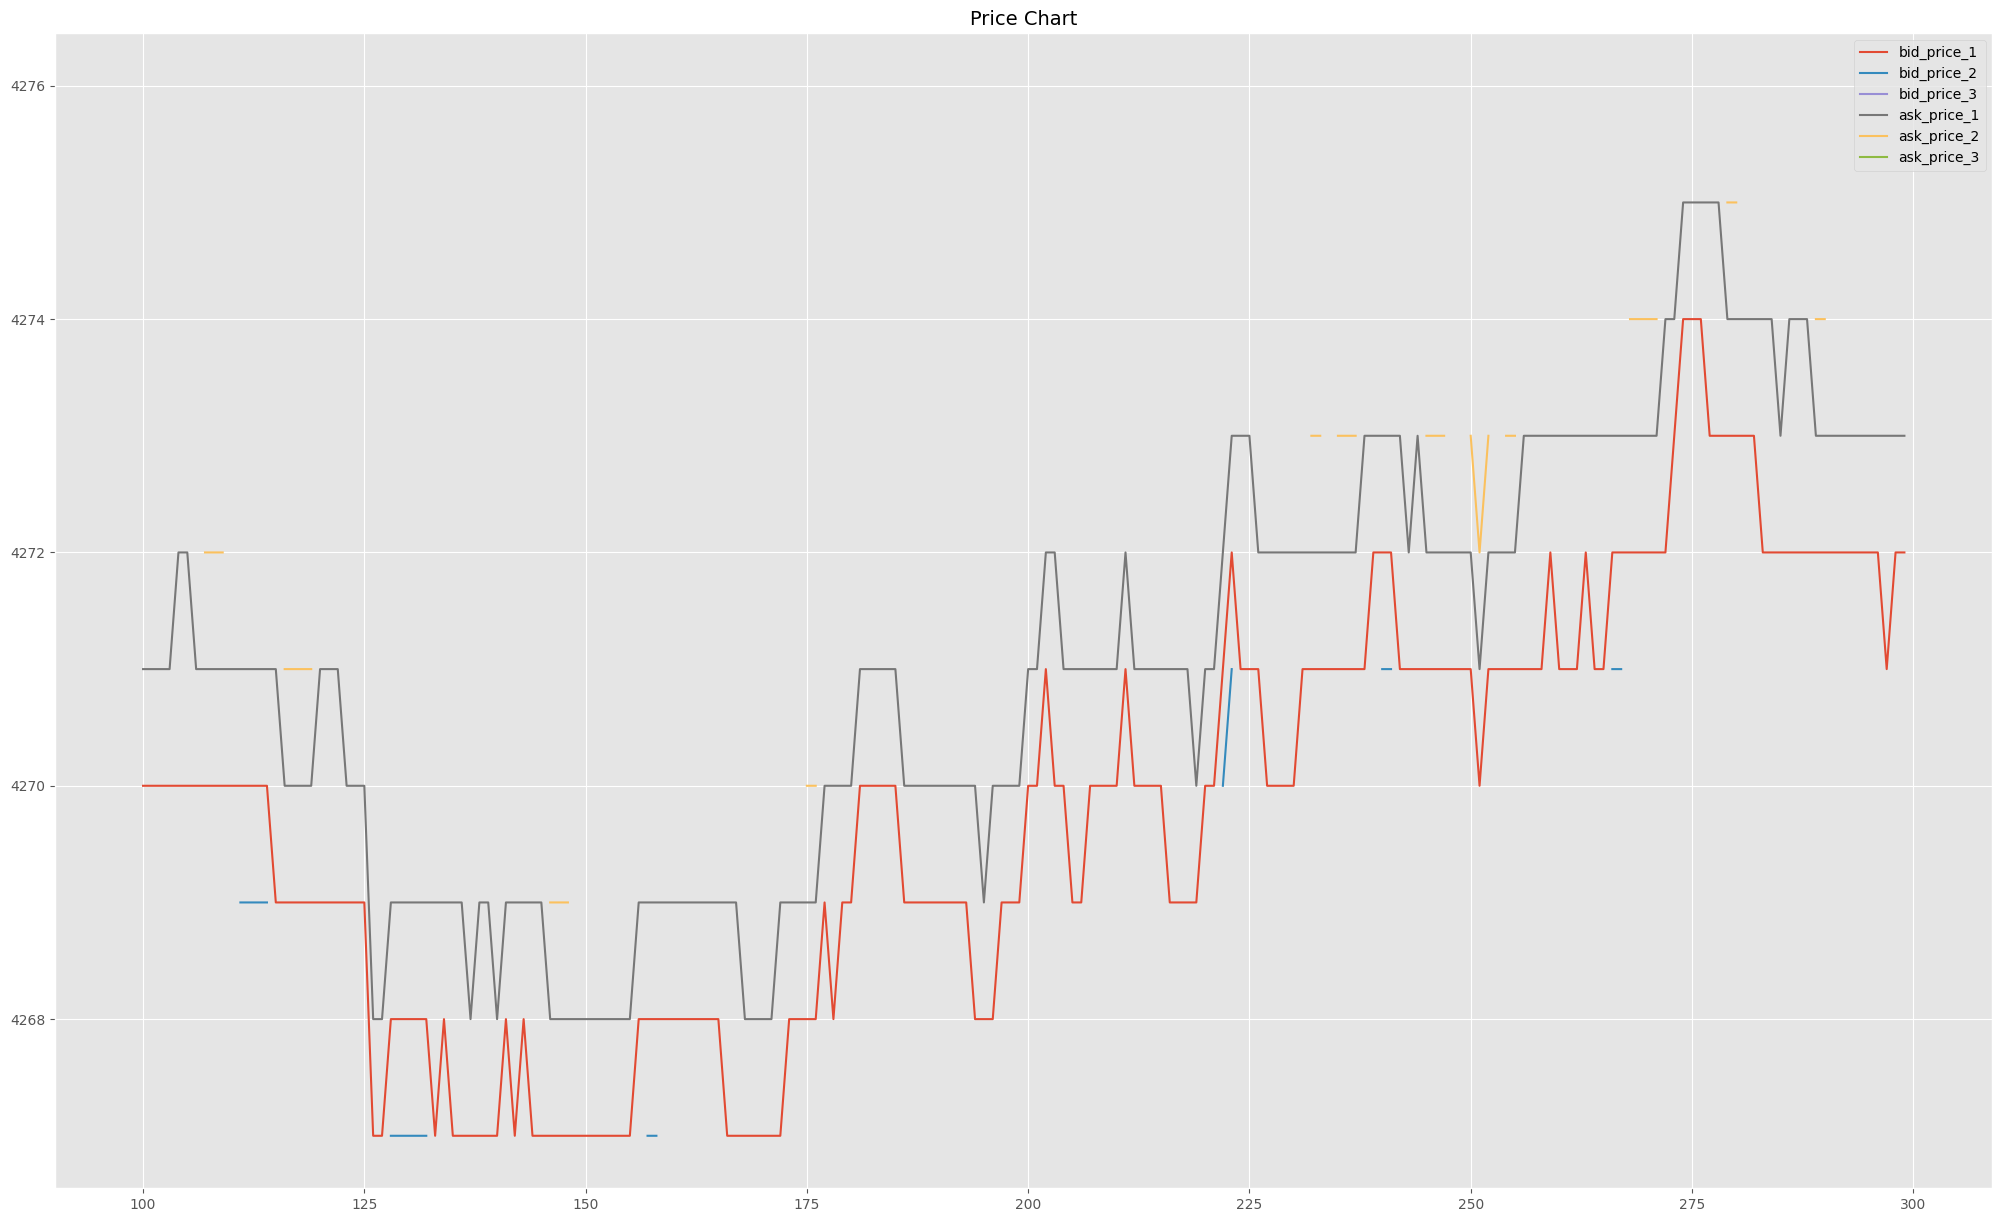 Price Chart
bid_price_1
bid_price_2
bid_price_3
ask_price_1
ask_price_2
ask_price_3
4276
4274
4272
4270
4268
100 125 150 175 200 225 250 275 300